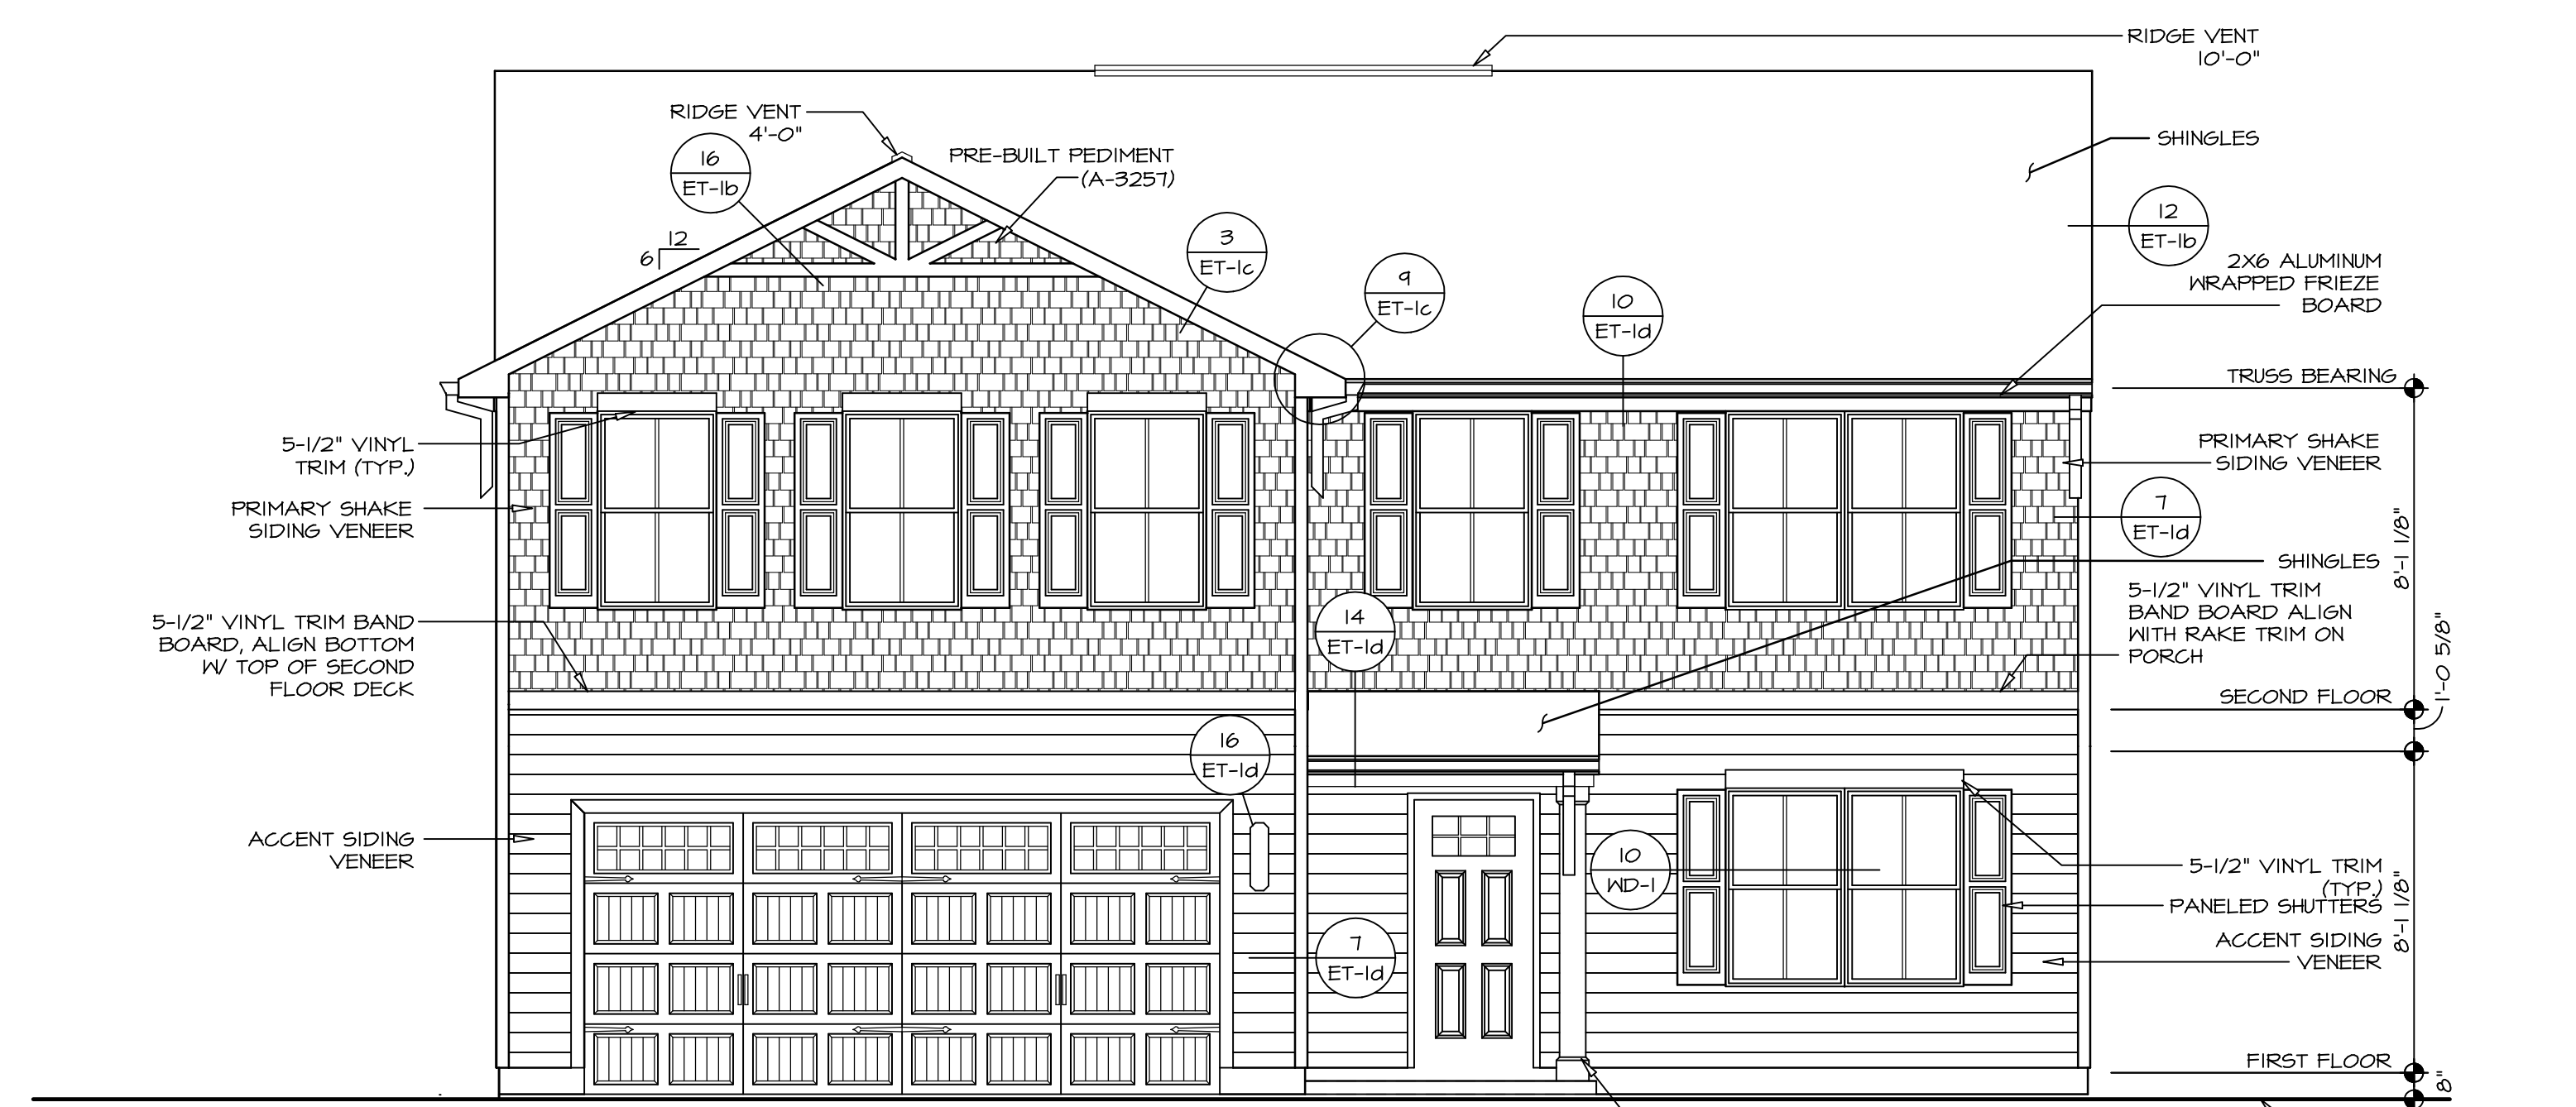 RIDGE VENT
10'-0"
RIDGE VENT
4'-0"
SHINGLES
PRE-BUILT PEDIMENT
(A-3257)
16
ET-1b
12
ET-1b
12
6
3
ET-1c
9
ET-1c
10
ET-1d
2X6 ALUMINUM
WRAPPED FRIEZE
BOARD
TRUSS BEARING
5-1/2" VINYL
TRIM (TYP.)
PRIMARY SHAKE
SIDING VENEER
PRIMARY SHAKE
SIDING VENEER
7
ET-1d
8'-1 1/8"
SHINGLES
5-1/2" VINYL TRIM
BAND BOARD ALIGN
WITH RAKE TRIM ON
PORCH
5-1/2" VINYL TRIM BAND
BOARD, ALIGN BOTTOM
W/ TOP OF SECOND
FLOOR DECK
14
ET-1d
1'-0 5/8"
SECOND FLOOR
16
ET-1d
ACCENT SIDING
VENEER
10
WD-1
5-1/2" VINYL TRIM
(TYP.)
PANELED SHUTTERS
8'-1 1/8"
ACCENT SIDING
VENEER
7
ET-1d
FIRST FLOOR
8"